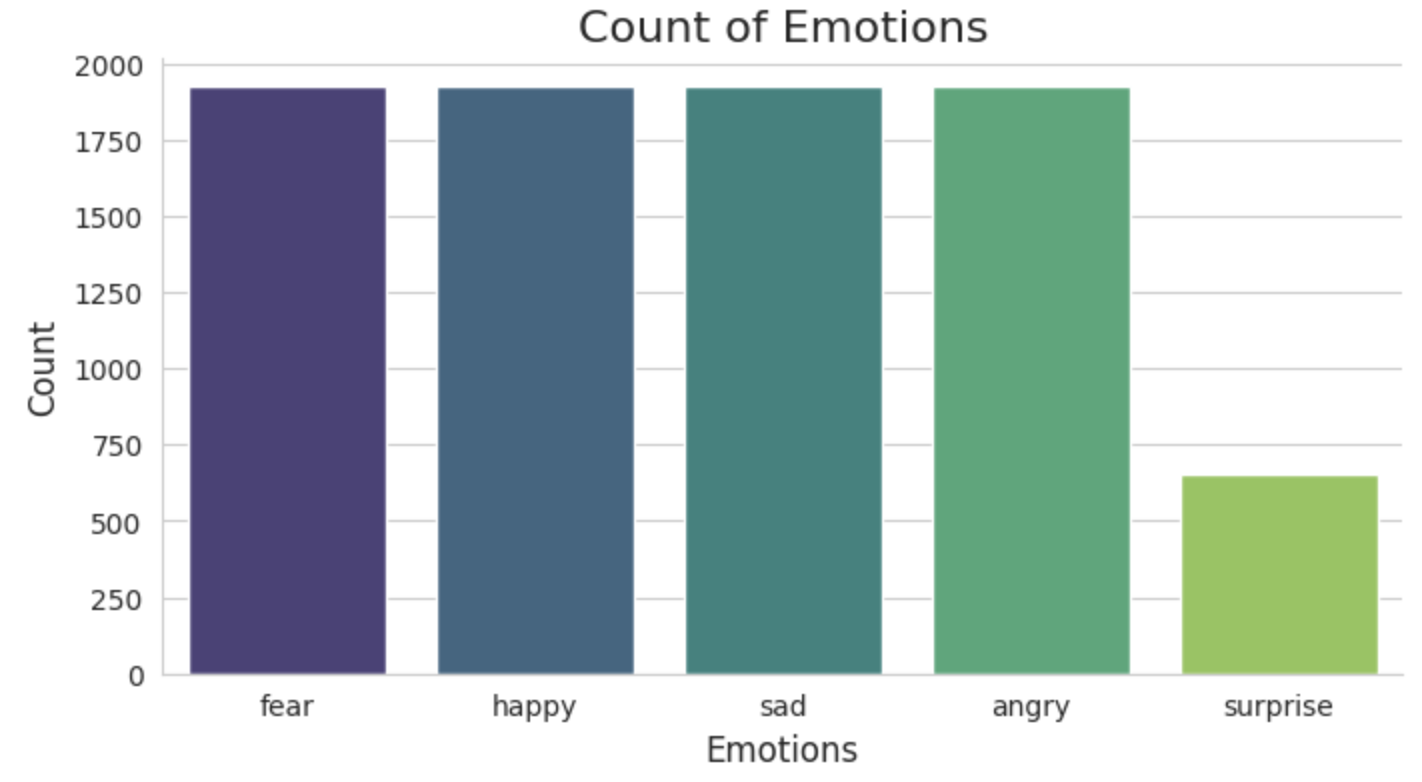 Count of Emotions
2000
1750
1500
1250
1000
750
500
250
0
Count
fear
happy
sad
angry
surprise
Emotions